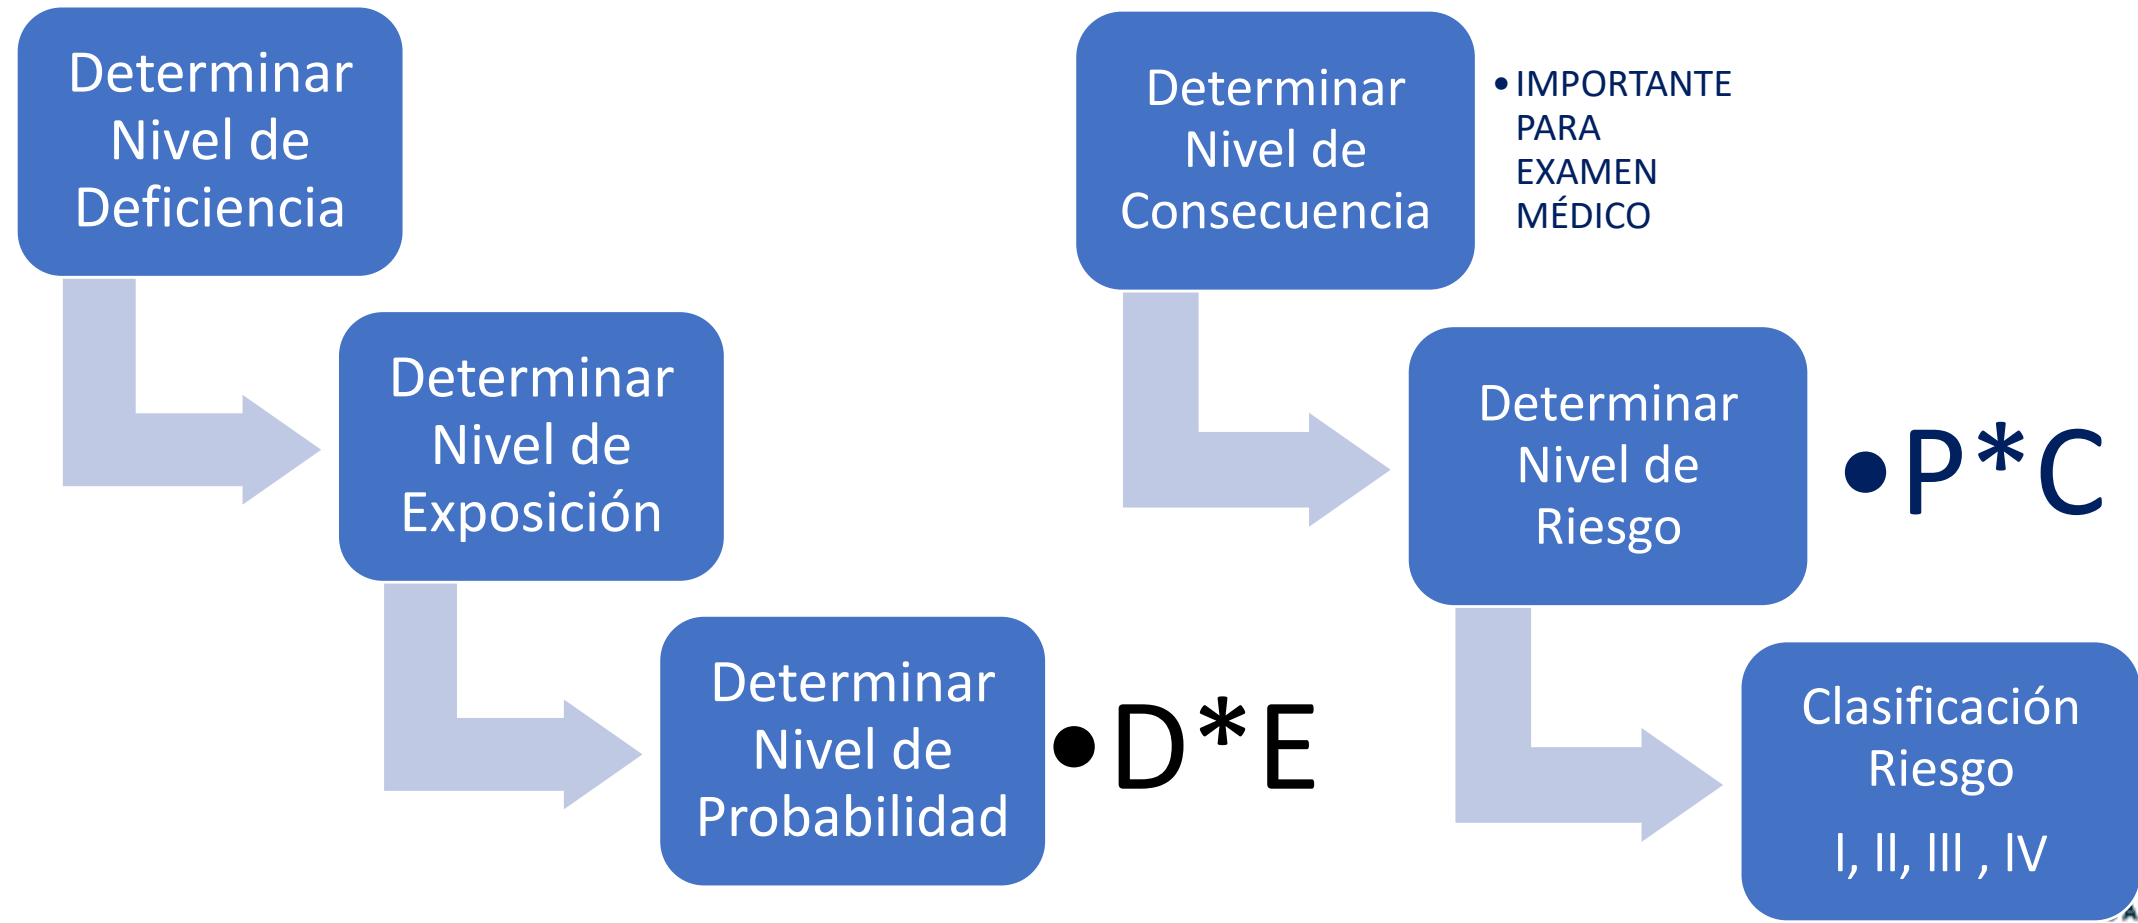 Determinar
Nivel de
Deficiencia
Determinar
Nivel de
Exposición
Determinar
Nivel de
Probabilidad
•D*E
Determinar
Nivel de
Consecuencia
•IMPORTANTE
PARA
EXAMEN
MÉDICO
Determinar
Nivel de
Riesgo
•P*C
Clasificación
Riesgo
I, II, III , IV